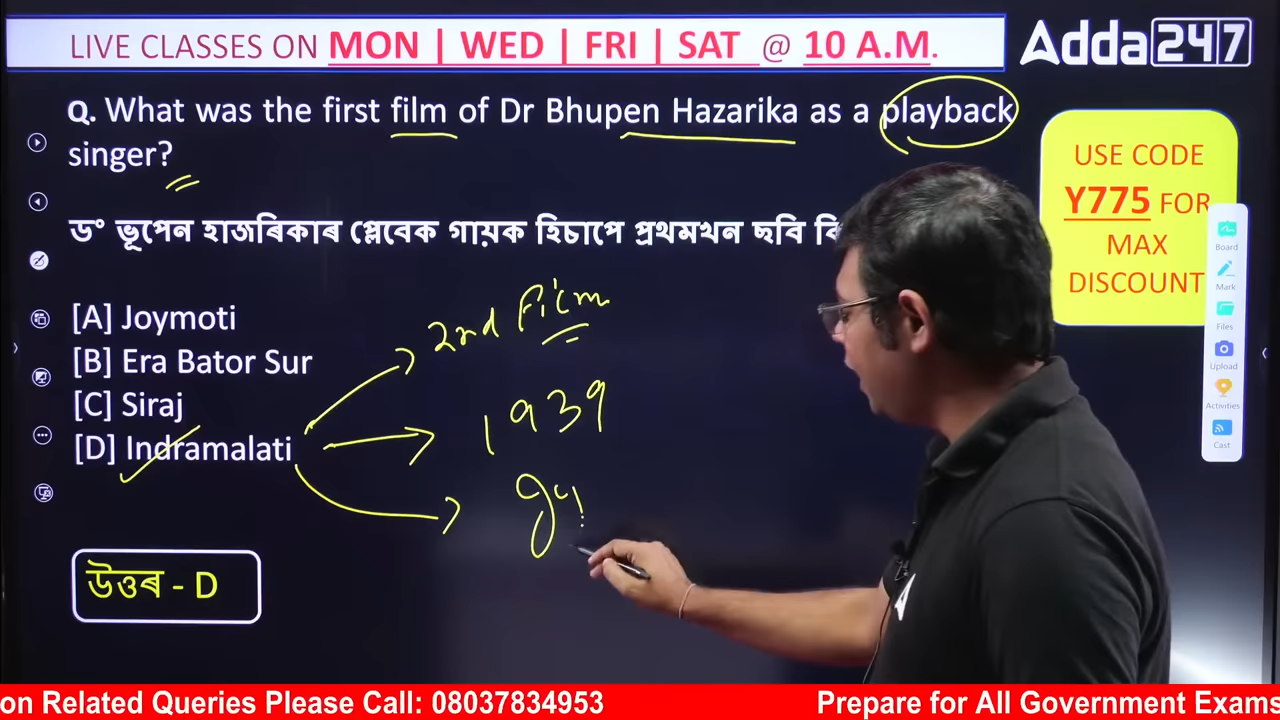 LIVE CLASSES ON MON | WED | FRI | SAT @ 10 A.M.
Adda247
Q. What was the first film of Dr Bhupen Hazarika as a playback
singer?
ড° ভূপেন হাজৰিকাৰ প্লেবেক গায়ক হিচাপে প্ৰথমখন ছবি
[A] Joymoti
[B] Era Bator Sur
[C] Siraj
[D] Indramalati
2nd Film
1939
উত্তৰ - D
USE CODE
Y775 FOR
MAX
DISCOUNT
Board
Mark
Files
Upload
Activities
Cast
on Related Queries Please Call: 08037834953
Prepare for All Government Exams